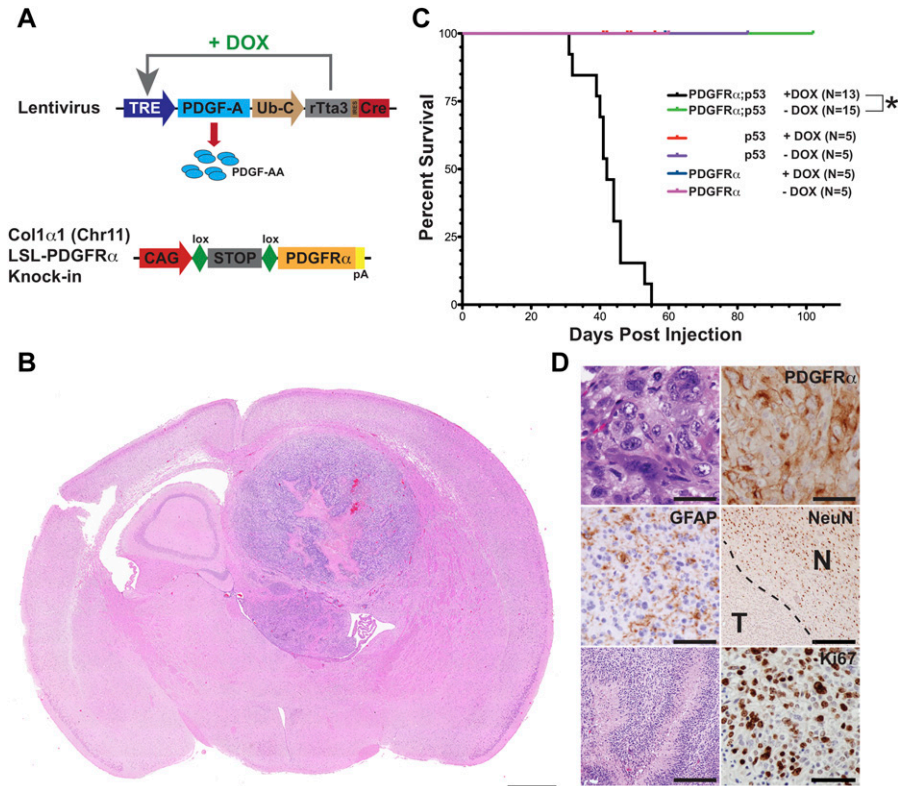 A
+ DOX
Lentivirus
TRE
PDGF-A
Ub-C
rTta3
IRES
Cre
PDGF-AA
Col1α1 (Chr11)
LSL-PDGFRα
Knock-in
lox
lox
CAG
STOP
PDGFRα
pA
C
Percent Survival
100
50
0
0
20
40
60
80
100
Days Post Injection
PDGFRα;p53 +DOX (N=13)
PDGFRα;p53 - DOX (N=15)
*
p53 + DOX (N=5)
p53 - DOX (N=5)
PDGFRα + DOX (N=5)
PDGFRα - DOX (N=5)
B
D
PDGFRα
GFAP
NeuN
N
T
Ki67